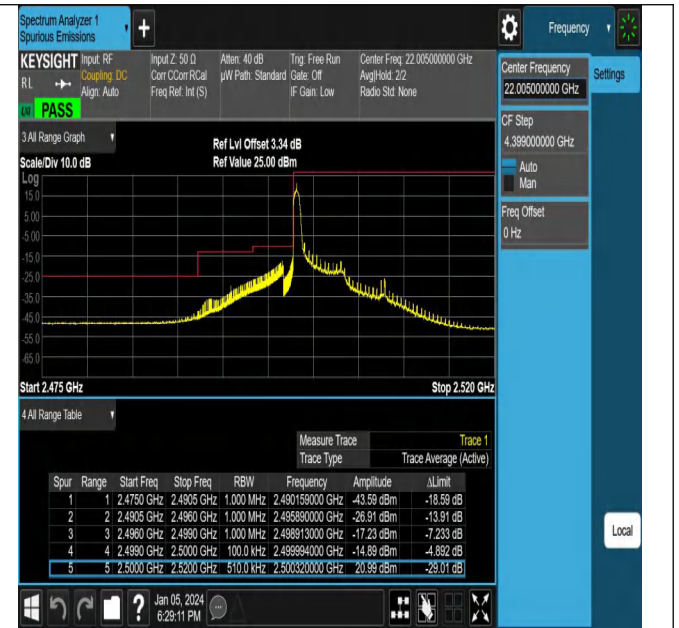 Spectrum Analyzer 1
Spurious Emissions
Frequency
KEYSIGHT Input: RF Input Z: 50 Ω Atten: 40 dB Trig: Free Run Center Freq: 22.005000000 GHz
RL Coupling: DC Corr CCorr RCal µW Path: Standard Gate: Off Avg|Hold: 2/2
Align: Auto Freq Ref: Int (S) IF Gain: Low Radio Std: None
PASS
Center Frequency
22.005000000 GHz
Settings
CF Step
4.399000000 GHz
Auto
Man
Freq Offset
0 Hz
3 All Range Graph
Ref Lvl Offset 3.34 dB
Scale/Div 10.0 dB Ref Value 25.00 dBm
Log
15.0
5.00
-5.00
-15.0
-25.0
-35.0
-45.0
-55.0
-65.0
Start 2.475 GHz Stop 2.520 GHz
4 All Range Table
Measure Trace Trace 1
Trace Type Trace Average (Active)
Spur Range Start Freq Stop Freq RBW Frequency Amplitude ΔLimit
1 1 2.4750 GHz 2.4905 GHz 1.000 MHz 2.490159000 GHz -43.59 dBm -18.59 dB
2 2 2.4905 GHz 2.4960 GHz 1.000 MHz 2.495890000 GHz -26.91 dBm -13.91 dB
3 3 2.4960 GHz 2.4990 GHz 1.000 MHz 2.498913000 GHz -17.23 dBm -7.233 dB
4 4 2.4990 GHz 2.5000 GHz 100.0 kHz 2.499994000 GHz -14.89 dBm -4.892 dB
5 5 2.5000 GHz 2.5200 GHz 510.0 kHz 2.500320000 GHz 20.99 dBm -29.01 dB
Local
Jan 05, 2024
6:29:11 PM